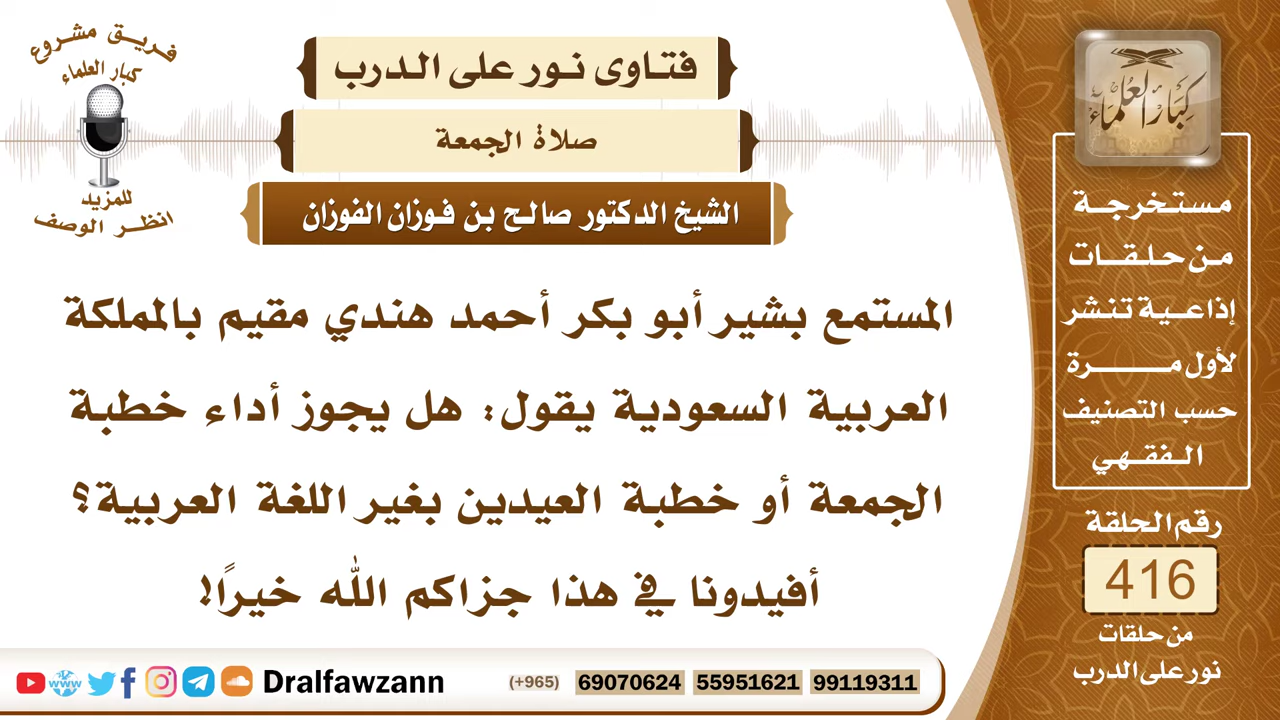 فريق مشروع
كبار العلماء
للمزيد
انظر الوصف
فتاوى نور على الدرب
صلاة الجمعة
الشيخ الدكتور صالح بن فوزان الفوزان
المستمع بشير أبو بكر أحمد هندي مقيم بالمملكة
العربية السعودية يقول: هل يجوز أداء خطبة
الجمعة أو خطبة العيدين بغير اللغة العربية؟
أفيدونا في هذا جزاكم الله خيرًا!
كبار العلماء
مستخرجة
من حلقات
إذاعية تنشر
لأول مرة
حسب التصنيف
الفقهي
رقم الحلقة
416
من حلقات
نور على الدرب
www Dralfawzann (+965) 69070624 55951621 99119311